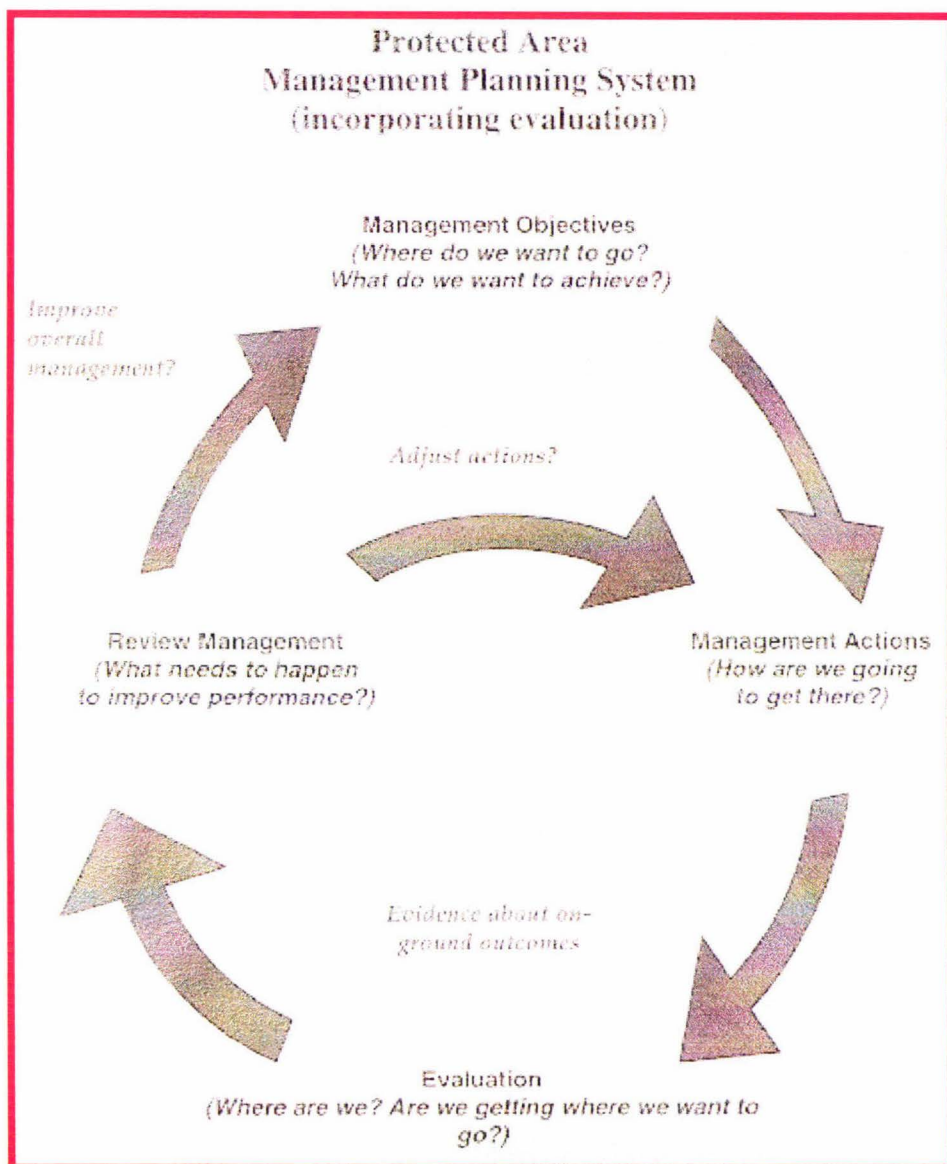 Protected Area
Management Planning System
(incorporating evaluation)
Management Objectives
(Where do we want to go?
What do we want to achieve?)
Improve
overall
management?
Adjust actions?
Review Management
(What needs to happen
to improve performance?)
Management Actions
(How are we going
to get there?)
Evidence about on-
ground outcomes
Evaluation
(Where are we? Are we getting where we want to
go?)